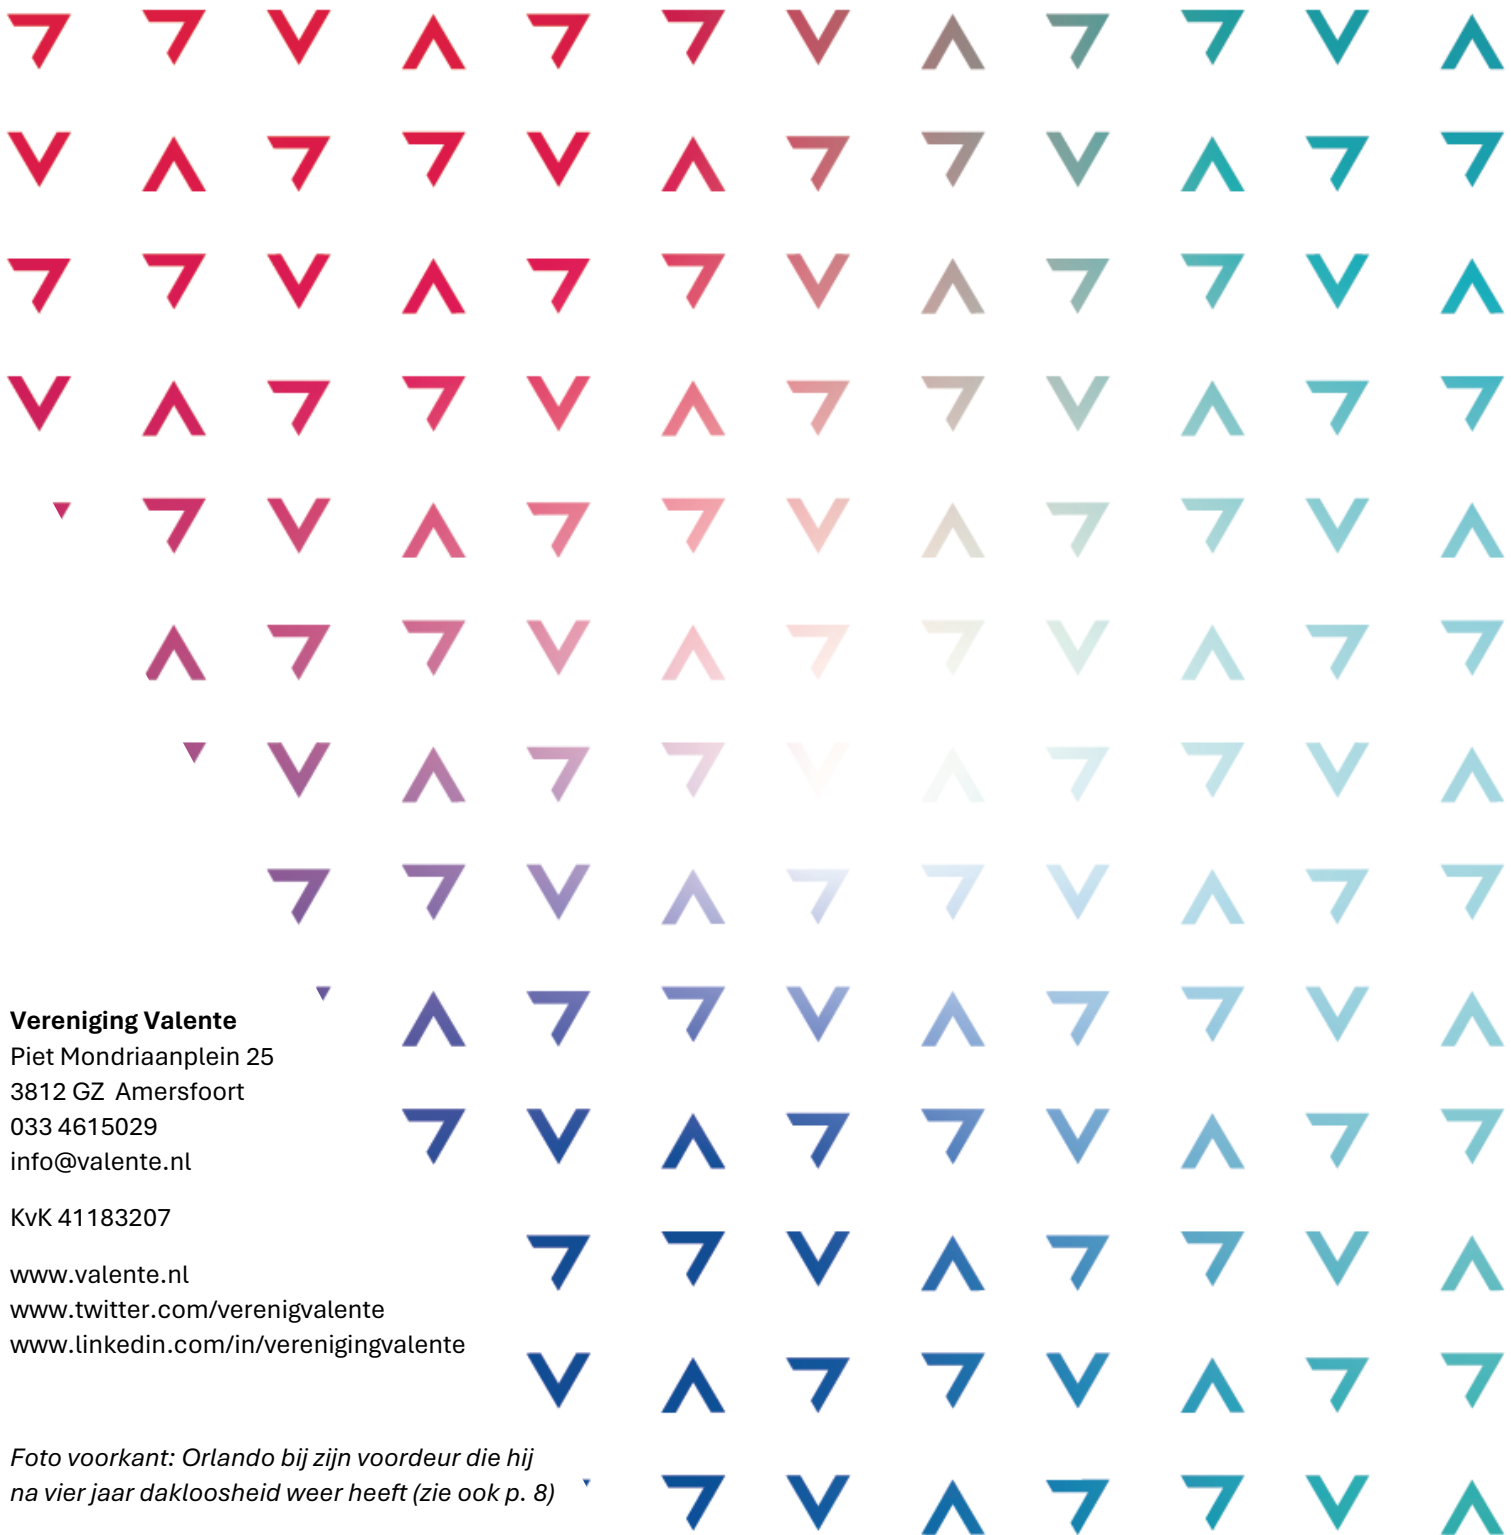 Vereniging Valente
Piet Mondriaanplein 25
3812 GZ  Amersfoort
033 4615029
info@valente.nl
KvK 41183207
www.valente.nl
www.twitter.com/verenigvalente
www.linkedin.com/in/verenigingvalente
Foto voorkant: Orlando bij zijn voordeur die hij
na vier jaar dakloosheid weer heeft (zie ook p. 8)